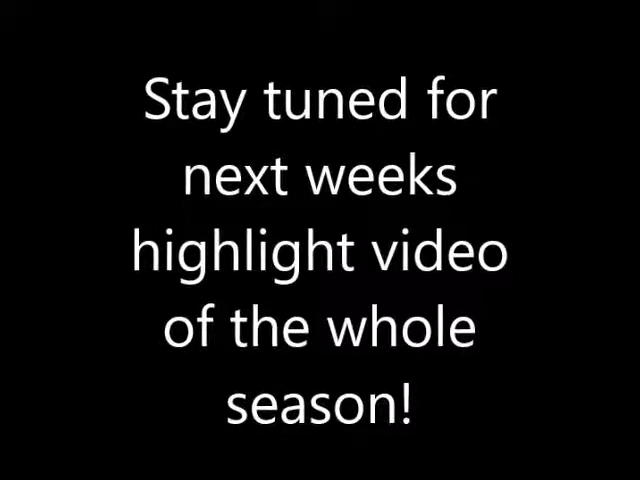 Stay tuned for
next weeks
highlight video
of the whole
season!